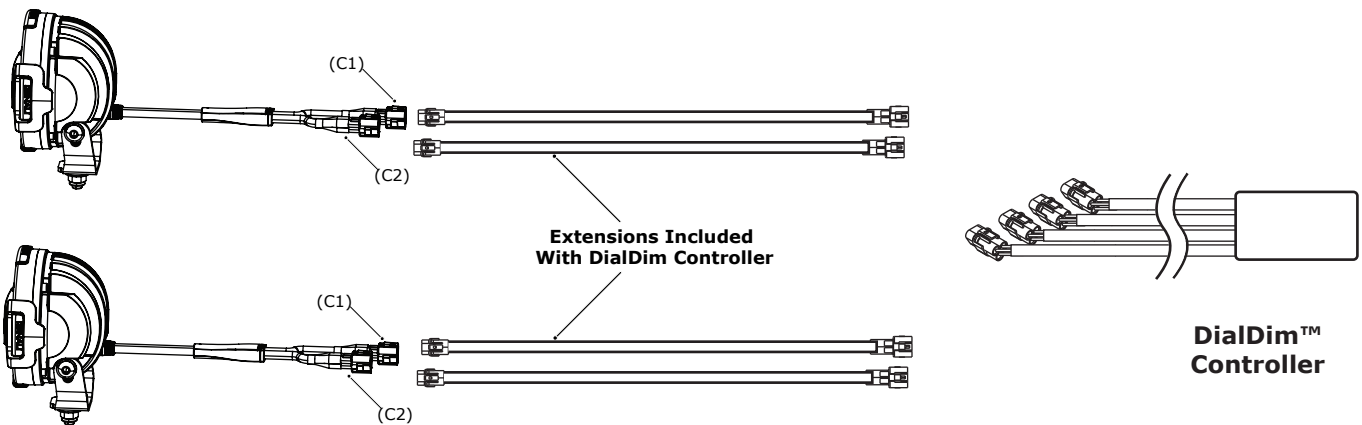 (C1)
(C2)
Extensions Included
With DialDim Controller
(C1)
(C2)
DialDim™
Controller